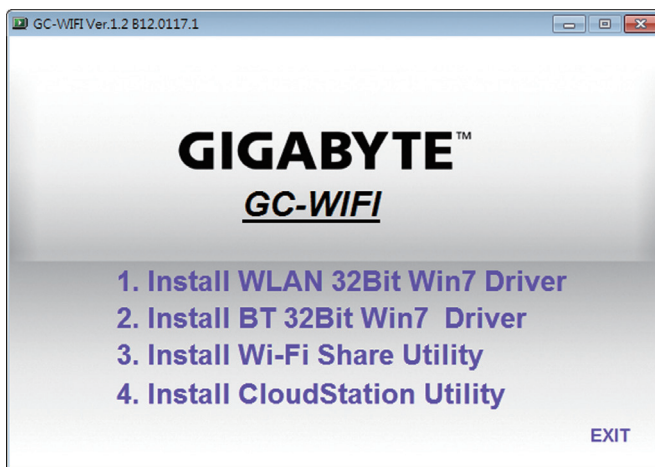 GC-WIFI Ver.1.2 B12.0117.1
GIGABYTE™
GC-WIFI
1. Install WLAN 32Bit Win7 Driver
2. Install BT 32Bit Win7 Driver
3. Install Wi-Fi Share Utility
4. Install CloudStation Utility
EXIT